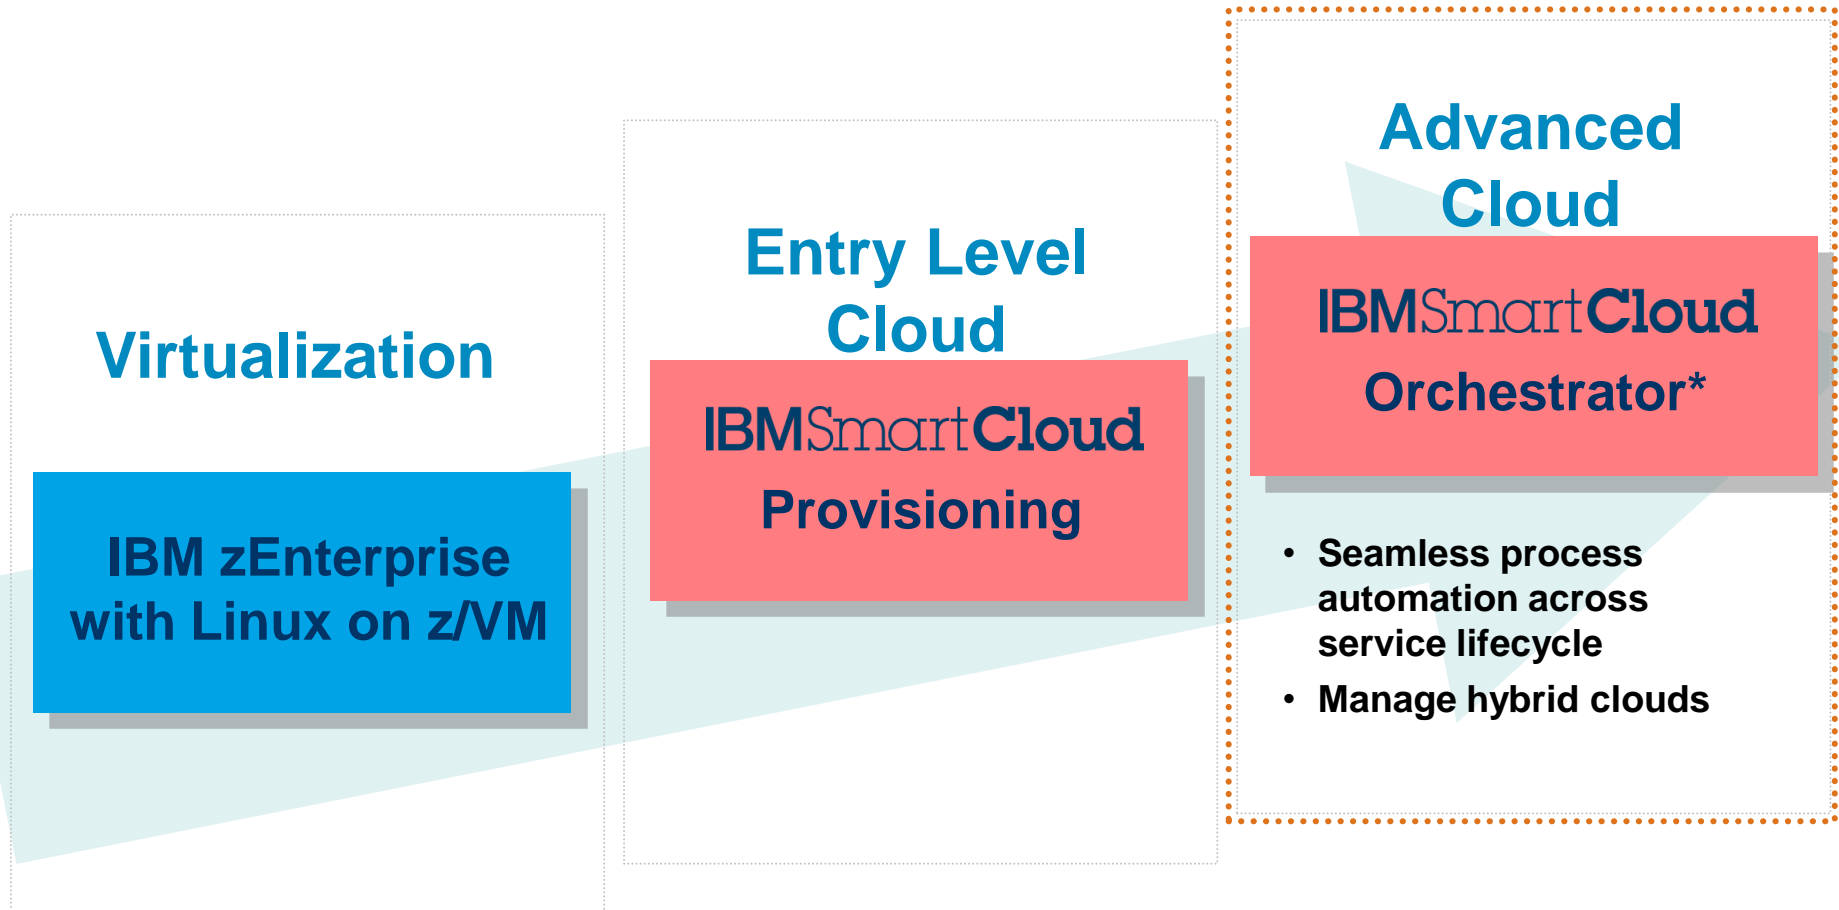 Virtualization
IBM zEnterprise
with Linux on z/VM
Entry Level
Cloud
IBMSmartCloud
Provisioning
Advanced
Cloud
IBMSmartCloud
Orchestrator*
• Seamless process
automation across
service lifecycle
• Manage hybrid clouds